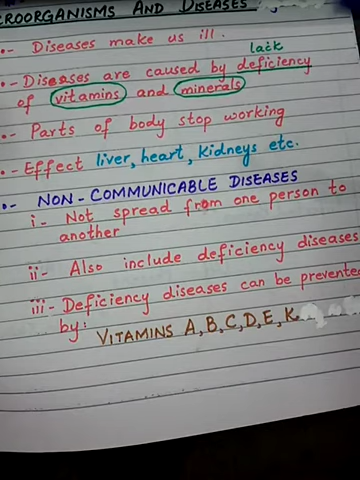 CROORGANISMS AND DISEASES
•- Diseases make us ill.
lack
•- Diseases are caused by deficiency
of vitamins and minerals
•- Parts of body stop working
•- Effect liver, heart, kidneys etc.
•- NON-COMMUNICABLE DISEASES
i- Not spread from one person to
another
ii- Also include deficiency diseases
iii- Deficiency diseases can be prevente
by:
VITAMINS A, B, C, D, E, K